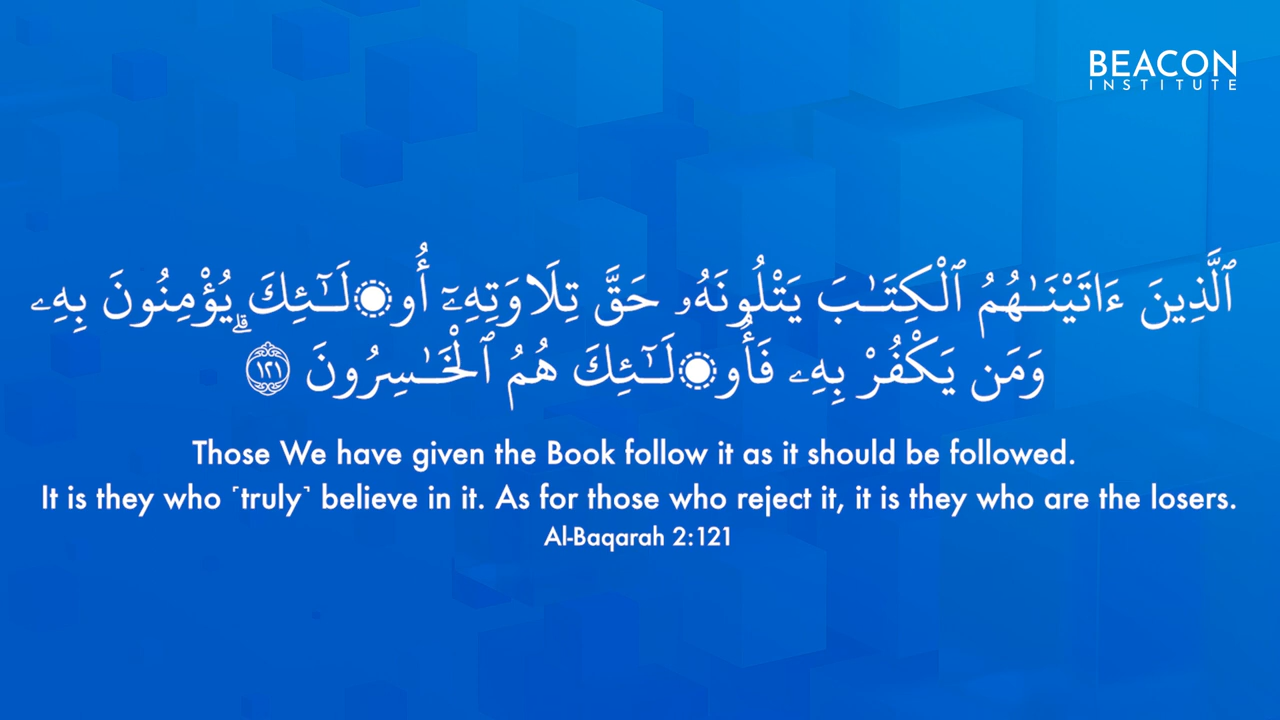 BEACON
INSTITUTE
ٱلَّذِينَ ءَاتَيْنَـٰهُمُ ٱلْكِتَـٰبَ يَتْلُونَهُۥ حَقَّ تِلَاوَتِهِۦٓ أُو۟لَـٰٓئِكَ يُؤْمِنُونَ بِهِۦ ۗ
وَمَن يَكْفُرْ بِهِۦ فَأُو۟لَـٰٓئِكَ هُمُ ٱلْخَـٰسِرُونَ ١٢١
Those We have given the Book follow it as it should be followed.
It is they who ˹truly˺ believe in it. As for those who reject it, it is they who are the losers.
Al-Baqarah 2:121